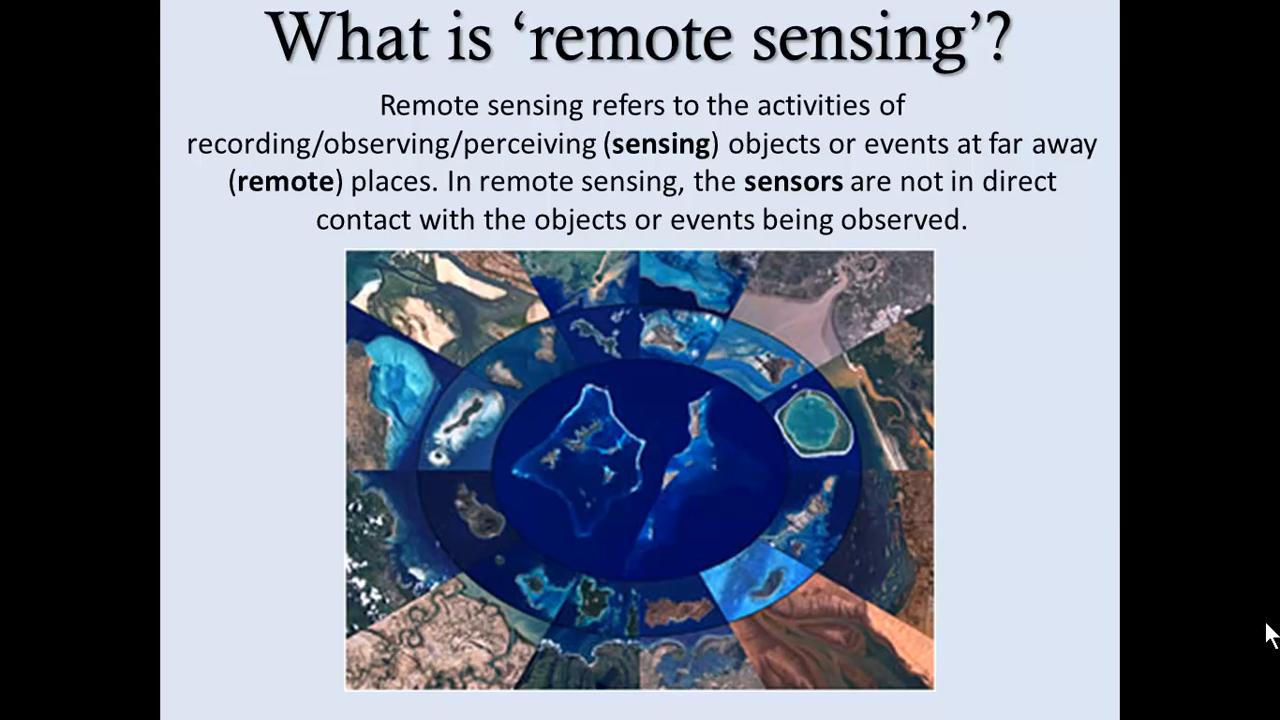 What is ‘remote sensing’?
Remote sensing refers to the activities of
recording/observing/perceiving (sensing) objects or events at far away
(remote) places. In remote sensing, the sensors are not in direct
contact with the objects or events being observed.